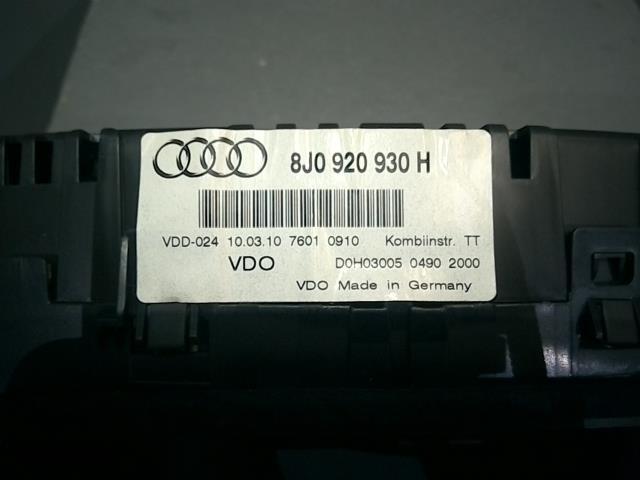 8J0 920 930 H
VDD-024 10.03.10 7601 0910 Kombiinstr. TT
VDO D0H03005 0490 2000
VDO Made in Germany